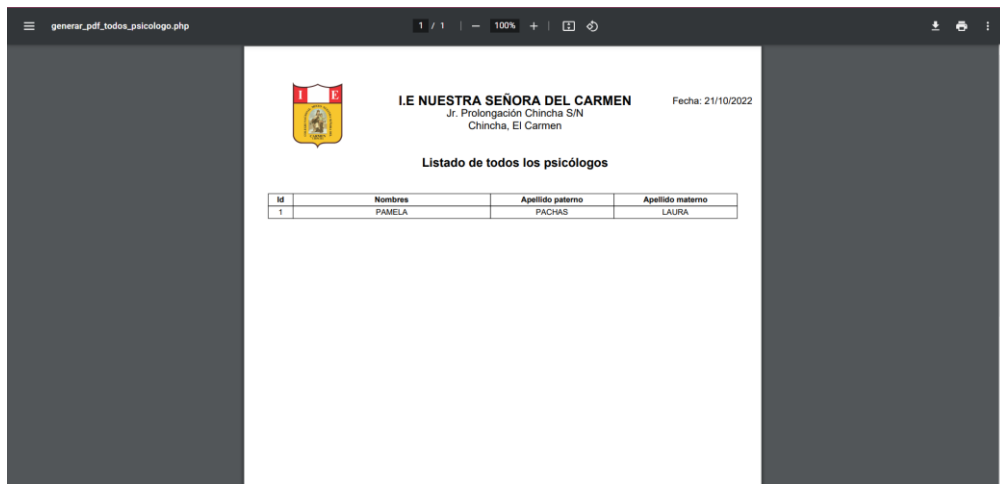 generar_pdf_todos_psicologo.php 1 / 1 100%
I E
I.E NUESTRA SEÑORA DEL CARMEN Fecha: 21/10/2022
Jr. Prolongación Chincha S/N
Chincha, El Carmen
Listado de todos los psicólogos
Id Nombres Apellido paterno Apellido materno
1 PAMELA PACHAS LAURA